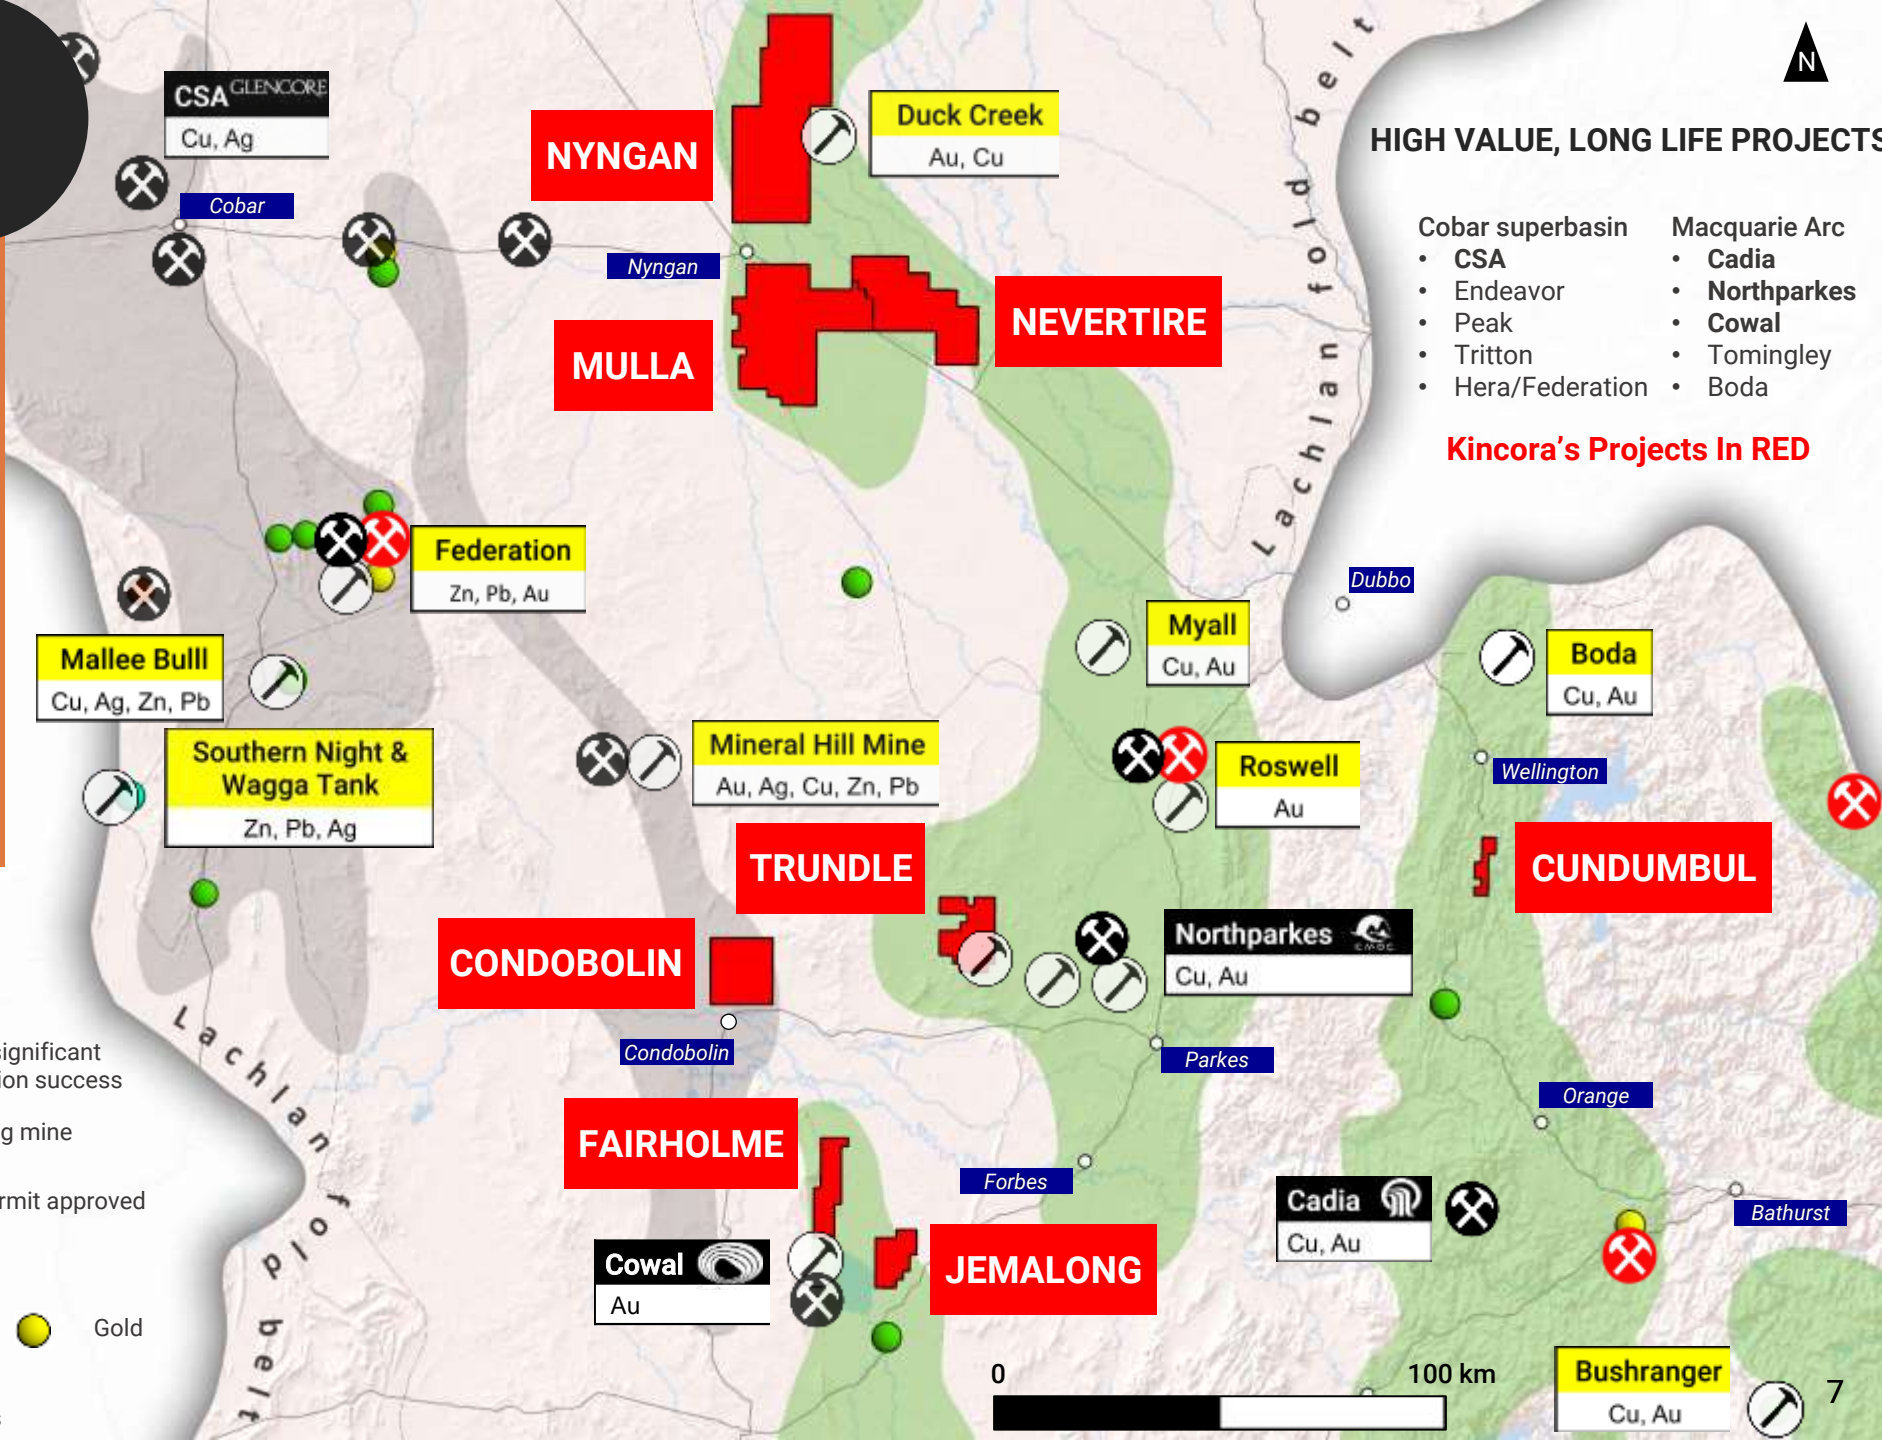 N
CSA GLENCORE
Cu, Ag
Cobar
NYNGAN
Duck Creek
Au, Cu
Nyngan
MULLA
NEVERTIRE
Lachlan fold belt
HIGH VALUE, LONG LIFE PROJECTS
Cobar superbasin
• CSA
• Endeavor
• Peak
• Tritton
• Hera/Federation
Macquarie Arc
• Cadia
• Northparkes
• Cowal
• Tomingley
• Boda
Kincora's Projects In RED
Federation
Zn, Pb, Au
Dubbo
Myall
Cu, Au
Boda
Cu, Au
Mallee Bulll
Cu, Ag, Zn, Pb
Southern Night &
Wagga Tank
Zn, Pb, Ag
Mineral Hill Mine
Au, Ag, Cu, Zn, Pb
Roswell
Au
Wellington
TRUNDLE
CUNDUMBUL
CONDOBOLIN
Northparkes CMOC
Cu, Au
Condobolin
Parkes
Lachlan fold belt
significant
ion success
g mine
rmit approved
Gold
s
Orange
FAIRHOLME
Forbes
Cadia
Cu, Au
Bathurst
Cowal
Au
JEMALONG
0 100 km
Bushranger
Cu, Au
7